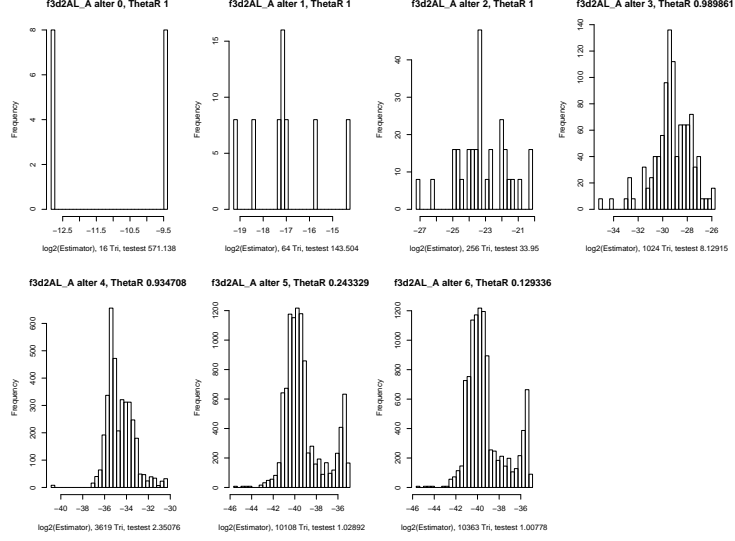 f3d2AL_A alter 0, ThetaR 1
Frequency
0 2 4 6 8
−12.5 −11.5 −10.5 −9.5
log2(Estimator), 16 Tri, testest 571.138
f3d2AL_A alter 1, ThetaR 1
Frequency
0 5 10 15
−19 −18 −17 −16 −15
log2(Estimator), 64 Tri, testest 143.504
f3d2AL_A alter 2, ThetaR 1
Frequency
0 10 20 30 40
−27 −25 −23 −21
log2(Estimator), 256 Tri, testest 33.95
f3d2AL_A alter 3, ThetaR 0.989861
Frequency
0 20 40 60 80 100 120 140
−34 −32 −30 −28 −26
log2(Estimator), 1024 Tri, testest 8.12915
f3d2AL_A alter 4, ThetaR 0.934708
Frequency
0 100 200 300 400 500 600
−40 −38 −36 −34 −32 −30
log2(Estimator), 3619 Tri, testest 2.35076
f3d2AL_A alter 5, ThetaR 0.243329
Frequency
0 200 400 600 800 1000 1200
−46 −44 −42 −40 −38 −36
log2(Estimator), 10108 Tri, testest 1.02892
f3d2AL_A alter 6, ThetaR 0.129336
Frequency
0 200 400 600 800 1000 1200
−46 −44 −42 −40 −38 −36
log2(Estimator), 10363 Tri, testest 1.00778